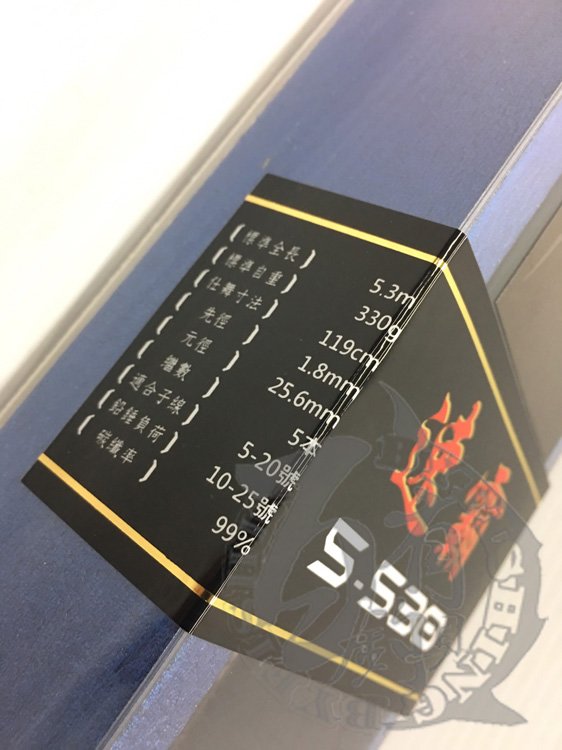 (標準全長) 5.3m
(標準自重) 330g
(仕舞寸法) 119cm
(先徑) 1.8mm
(元徑) 25.6mm
(繼數) 5本
(適合子線) 5-20號
(鉛錘負荷) 10-25號
(碳纖率) 99%
5.530
FISHING